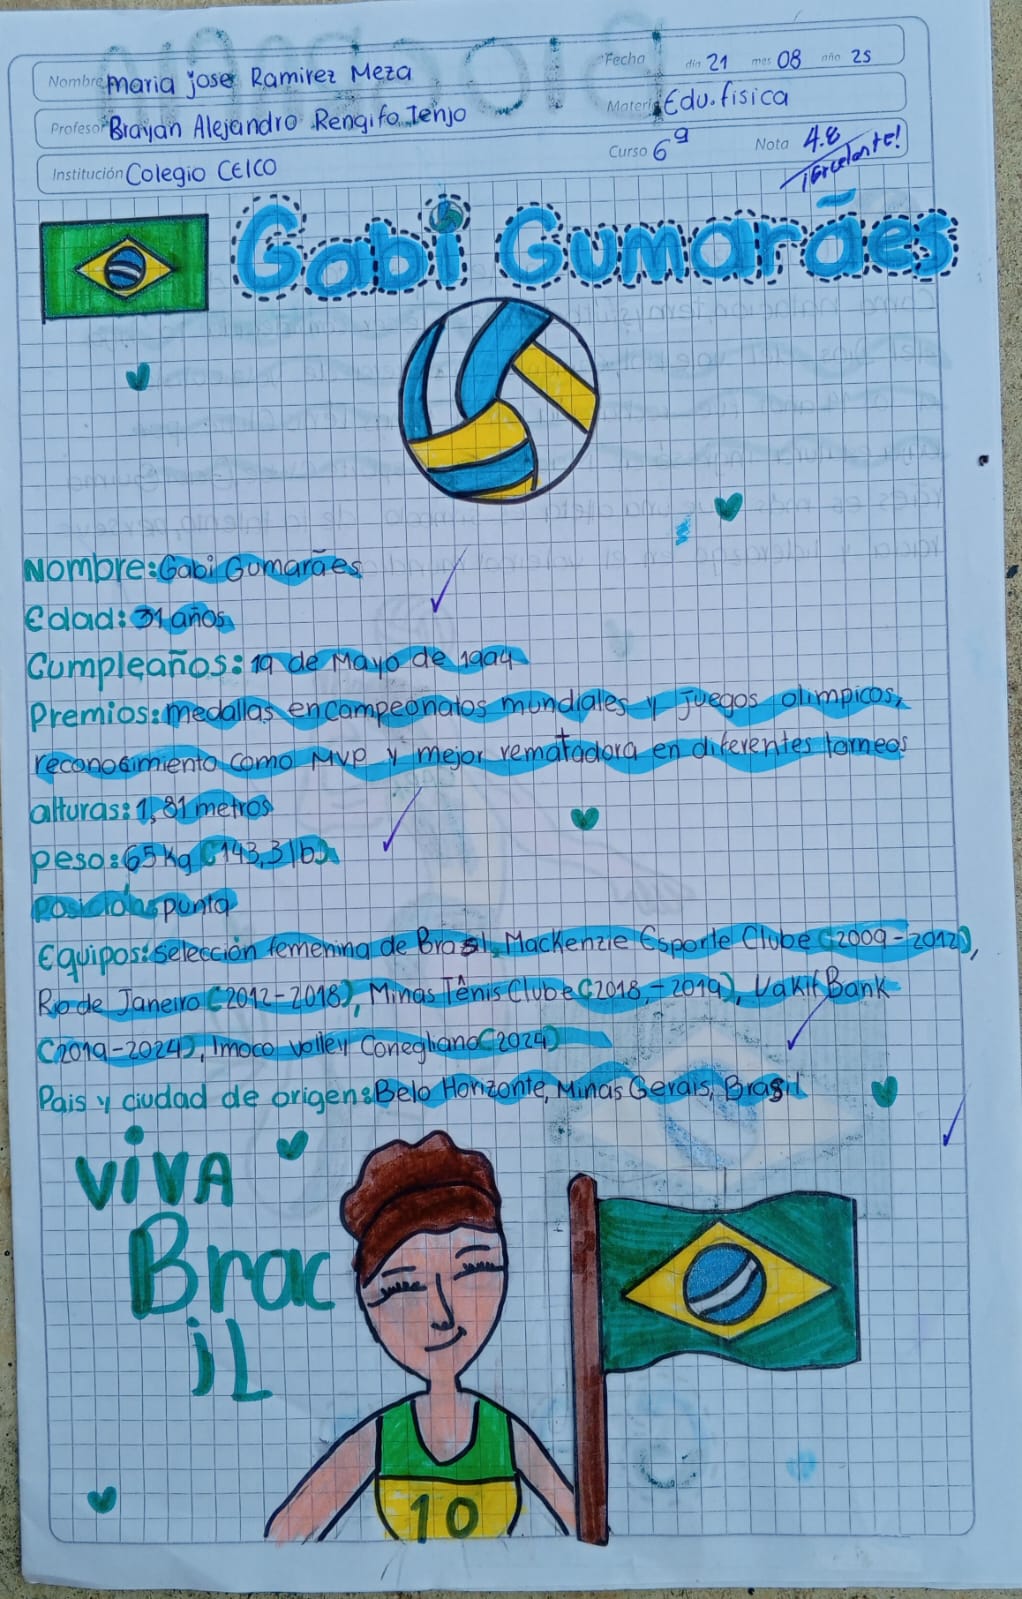 Nombre maria jose Ramirez Meza
Fecha día 21 mes 08 año 25
Profesor Brayan Alejandro Rengifo Tenjo
Materia Edu.fisica
Institución Colegio CELCO
Curso 6º
Nota 4.8
¡Excelente!
Gabi Gumarães
Nombre: Gabi Gumarães
Edad: 31 años
Cumpleaños: 19 de Mayo de 1994
Premios: medallas en campeonatos mundiales y juegos olimpicos,
reconocimiento como MVP y mejor rematadora en diferentes torneos
alturas: 1,81 metros
peso: 65 Kg (143,3 lb)
Posición: punta
Equipos: selección femenina de Brasil, Mackenzie Esporte Clube (2009-2012),
Rio de Janeiro (2012-2018), Minas Tênis Clube (2018-2019), Vakif Bank
(2019-2024), Imoco volley Conegliano (2024)
Pais y ciudad de origen: Belo Horizonte, Minas Gerais, Brasil
VIVA
Brac
iL
10